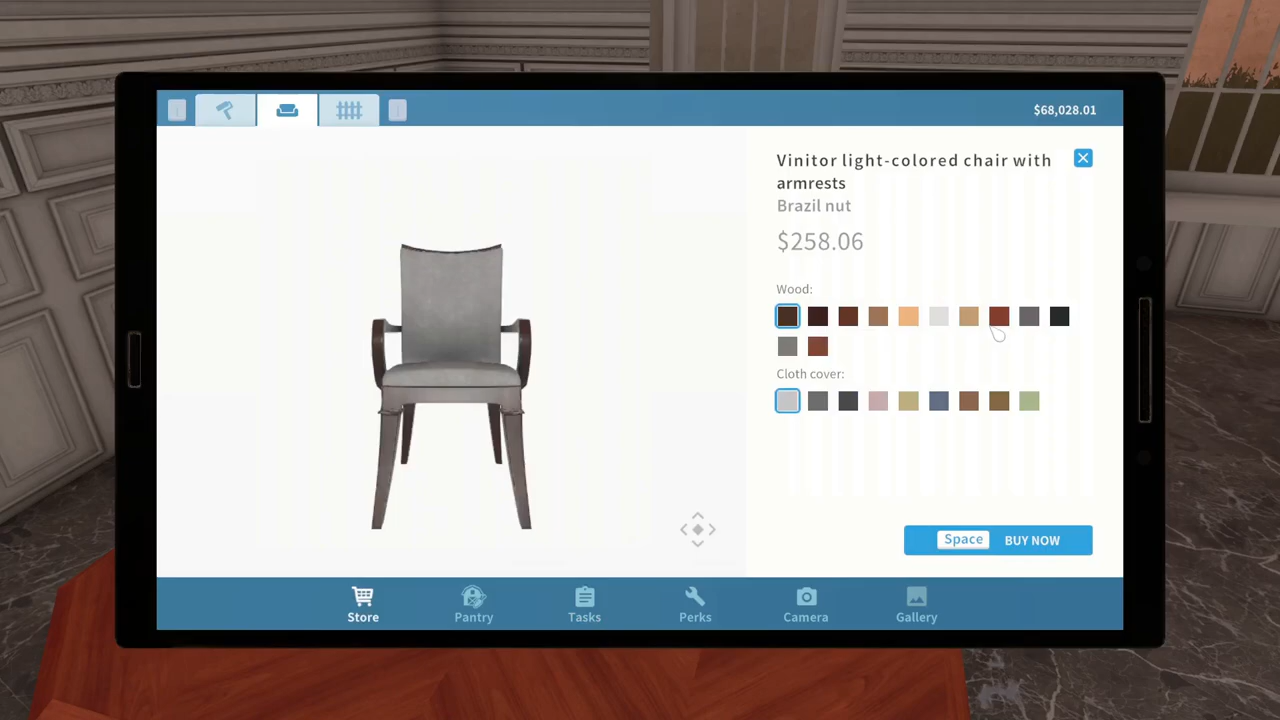 $68,028.01
Vinitor light-colored chair with
armrests
Brazil nut
$258.06
Wood:
Cloth cover:
Space BUY NOW
Store
Pantry
Tasks
Perks
Camera
Gallery